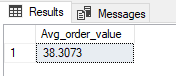 Results Messages
Avg_order_value
1 38.3073